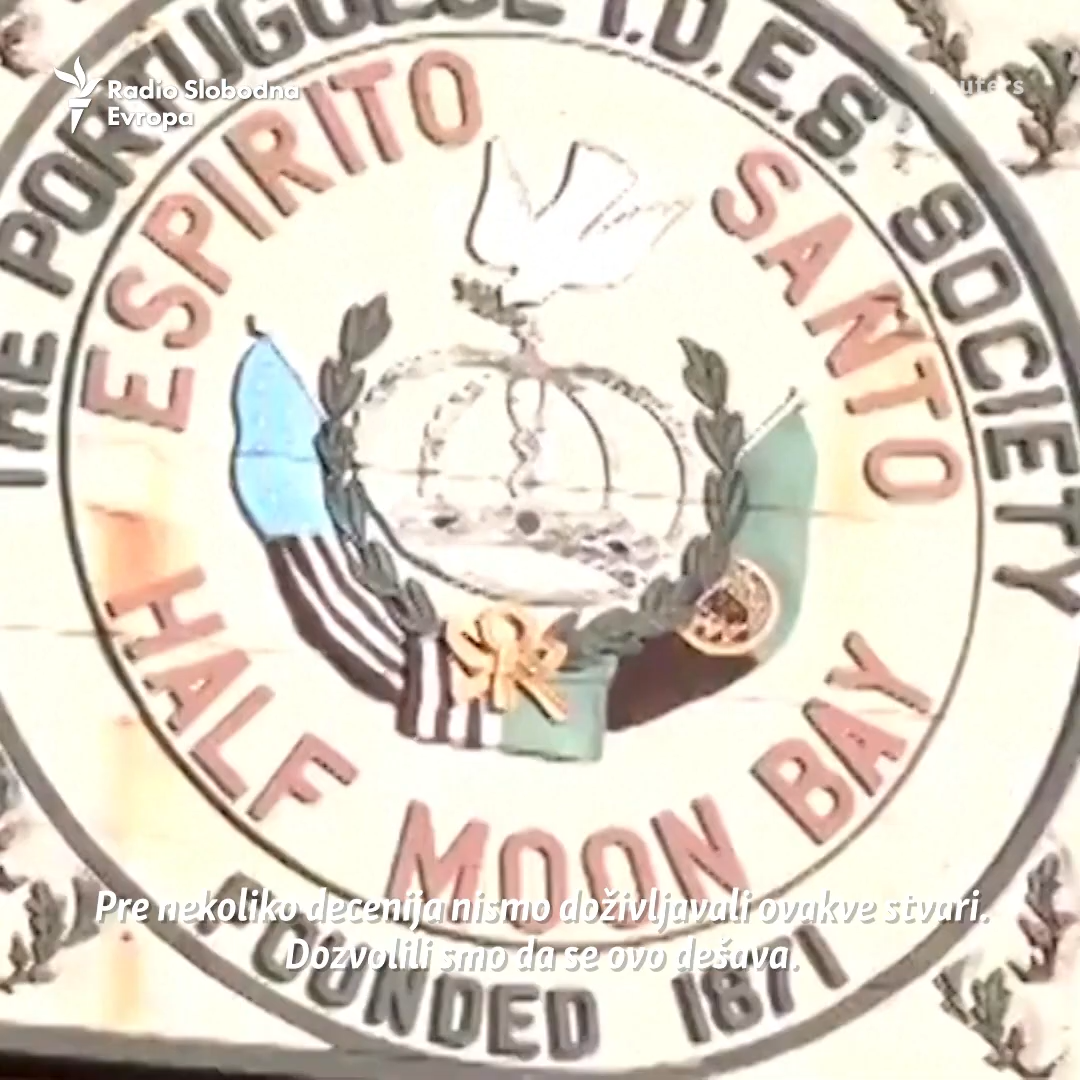 Radio Slobodna
Evropa
Reuters
THE PORTUGUESE I.D.E.S. SOCIETY
ESPIRITO SANTO
HALF MOON BAY
FOUNDED 1871
Pre nekoliko decenija nismo doživljavali ovakve stvari.
Dozvolili smo da se ovo dešava.